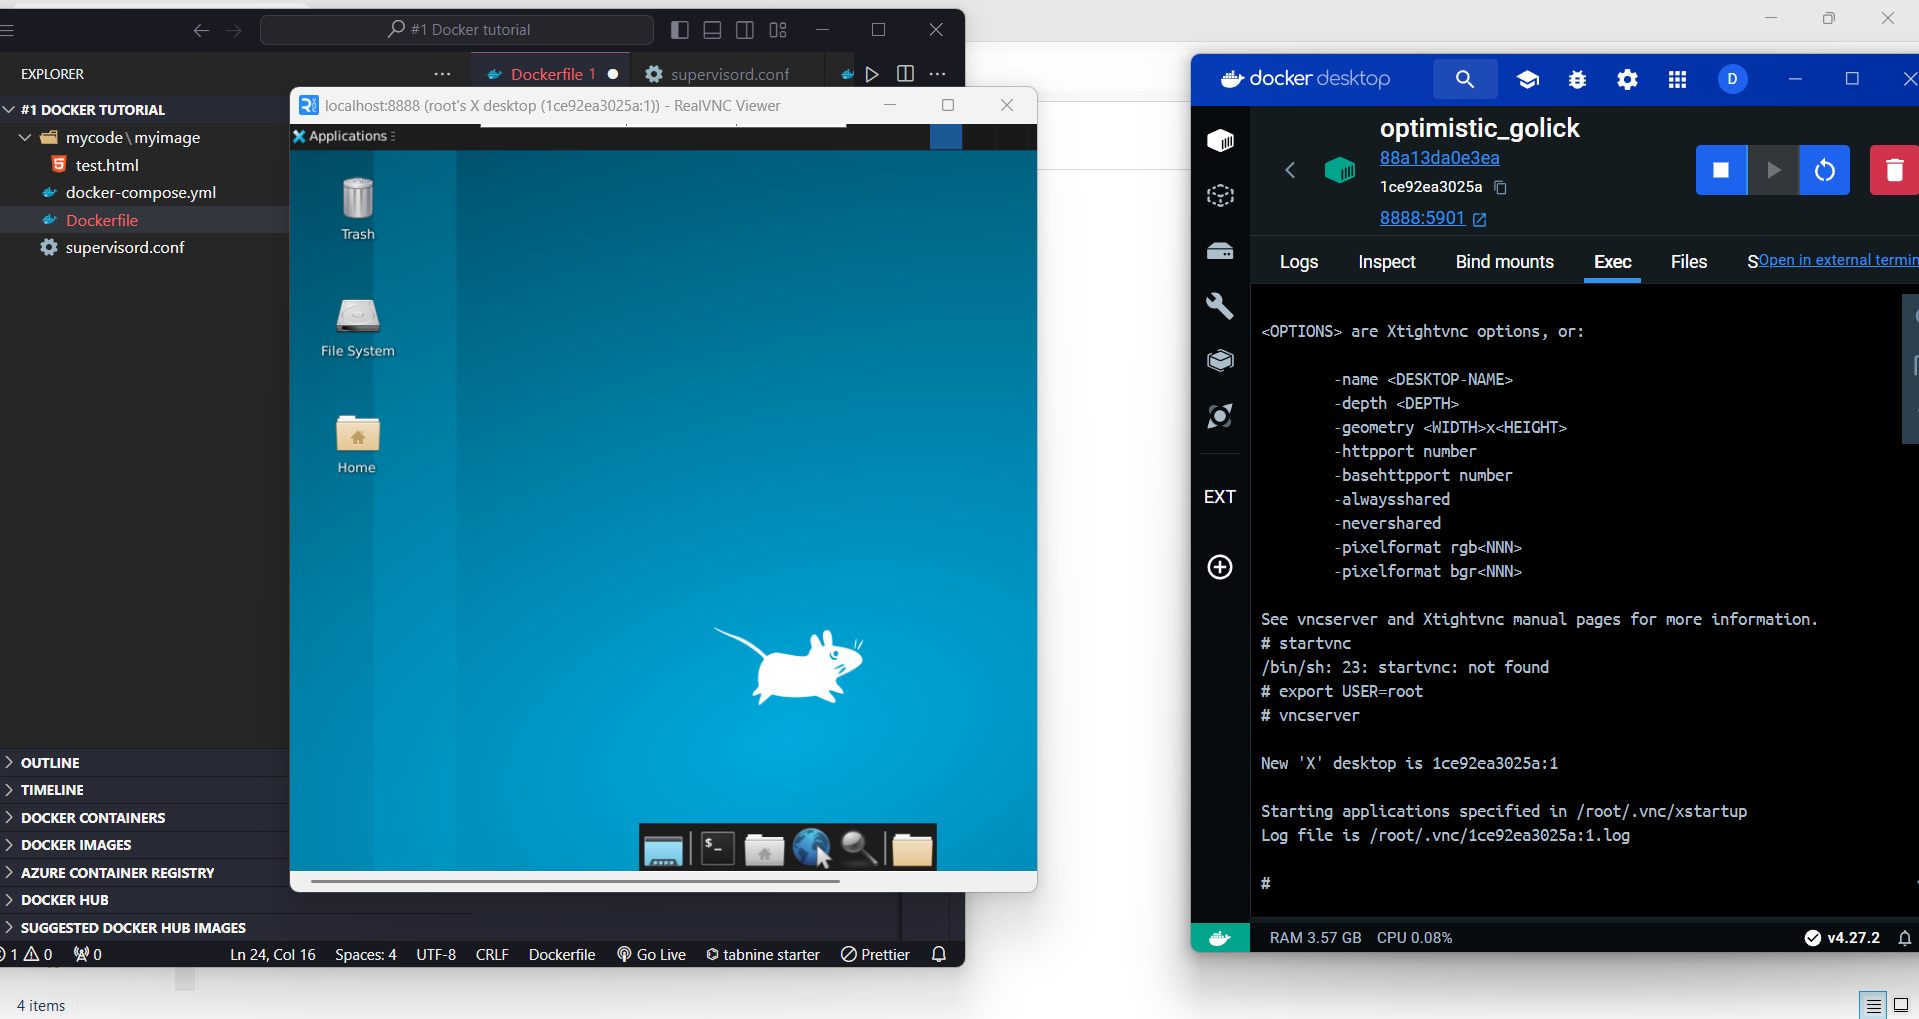 #1 Docker tutorial
EXPLORER
Dockerfile 1
supervisord.conf
#1 DOCKER TUTORIAL
mycode\myimage
test.html
docker-compose.yml
Dockerfile
supervisord.conf
OUTLINE
TIMELINE
DOCKER CONTAINERS
DOCKER IMAGES
AZURE CONTAINER REGISTRY
DOCKER HUB
SUGGESTED DOCKER HUB IMAGES
1 0 0
Ln 24, Col 16 Spaces: 4 UTF-8 CRLF Dockerfile Go Live tabnine starter Prettier
4 items
localhost:8888 (root's X desktop (1ce92ea3025a:1)) - RealVNC Viewer
Applications
Trash
File System
Home
docker desktop
D
optimistic_golick
88a13da0e3ea
1ce92ea3025a
8888:5901
Logs Inspect Bind mounts Exec Files S
Open in external termin
EXT
<OPTIONS> are Xtightvnc options, or:
-name <DESKTOP-NAME>
-depth <DEPTH>
-geometry <WIDTH>x<HEIGHT>
-httpport number
-basehttpport number
-alwaysshared
-nevershared
-pixelformat rgb<NNN>
-pixelformat bgr<NNN>
See vncserver and Xtightvnc manual pages for more information.
# startvnc
/bin/sh: 23: startvnc: not found
# export USER=root
# vncserver
New 'X' desktop is 1ce92ea3025a:1
Starting applications specified in /root/.vnc/xstartup
Log file is /root/.vnc/1ce92ea3025a:1.log
#
RAM 3.57 GB CPU 0.08%
v4.27.2